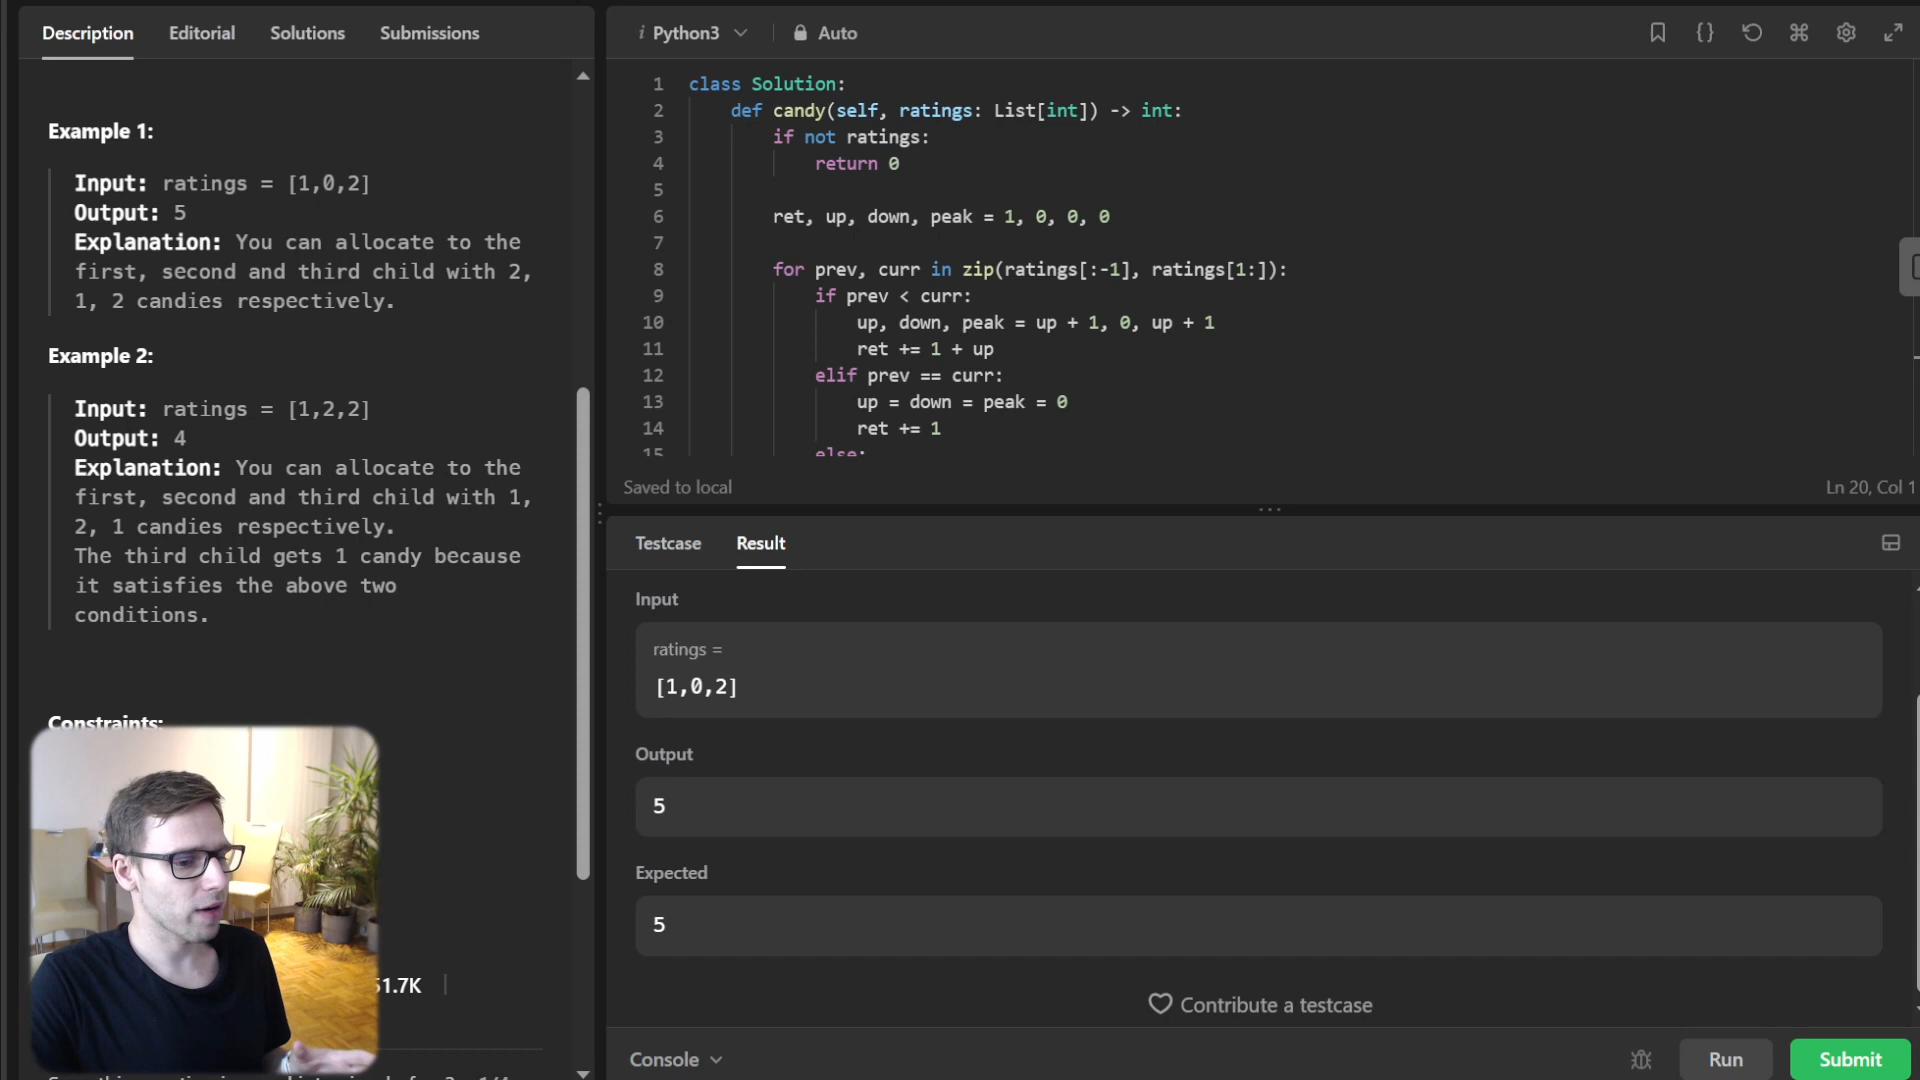 Description Editorial Solutions Submissions
Example 1:
Input: ratings = [1,0,2]
Output: 5
Explanation: You can allocate to the
first, second and third child with 2,
1, 2 candies respectively.
Example 2:
Input: ratings = [1,2,2]
Output: 4
Explanation: You can allocate to the
first, second and third child with 1,
2, 1 candies respectively.
The third child gets 1 candy because
it satisfies the above two
conditions.
Constraints:
51.7K
i Python3 Auto
1 class Solution:
2 def candy(self, ratings: List[int]) -> int:
3 if not ratings:
4 return 0
5
6 ret, up, down, peak = 1, 0, 0, 0
7
8 for prev, curr in zip(ratings[:-1], ratings[1:]):
9 if prev < curr:
10 up, down, peak = up + 1, 0, up + 1
11 ret += 1 + up
12 elif prev == curr:
13 up = down = peak = 0
14 ret += 1
15 else:
Saved to local Ln 20, Col 1
Testcase Result
Input
ratings =
[1,0,2]
Output
5
Expected
5
Contribute a testcase
Console Run Submit